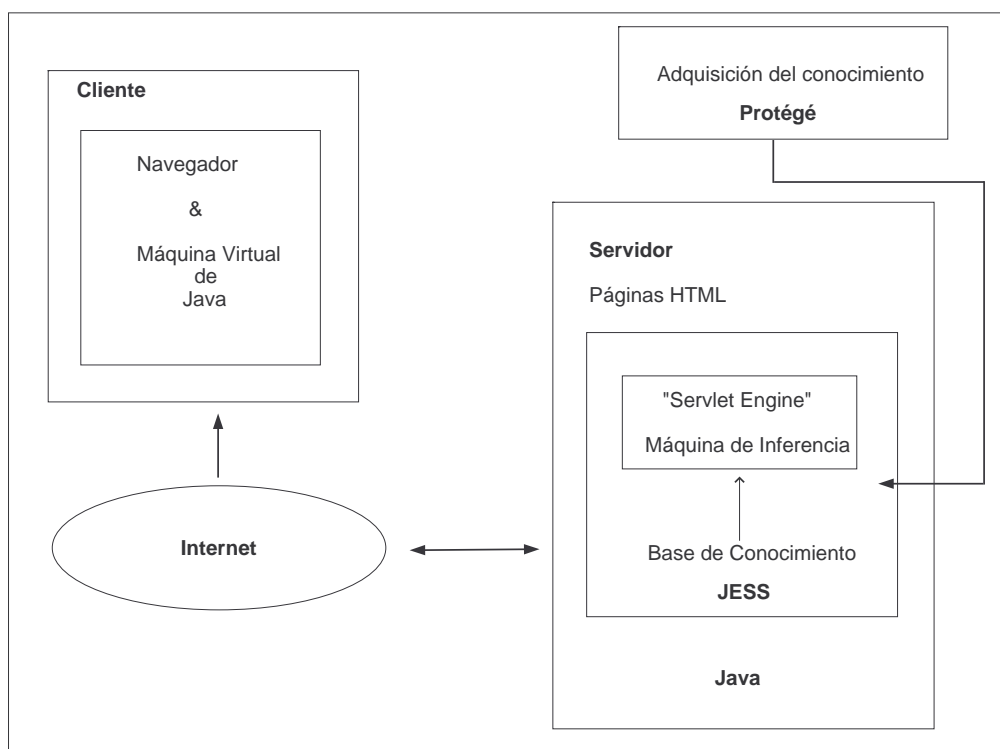 Cliente
Navegador
&
Máquina Virtual
de
Java
Adquisición del conocimiento
Protégé
Servidor
Páginas HTML
"Servlet Engine"
Máquina de Inferencia
Base de Conocimiento
JESS
Java
Internet